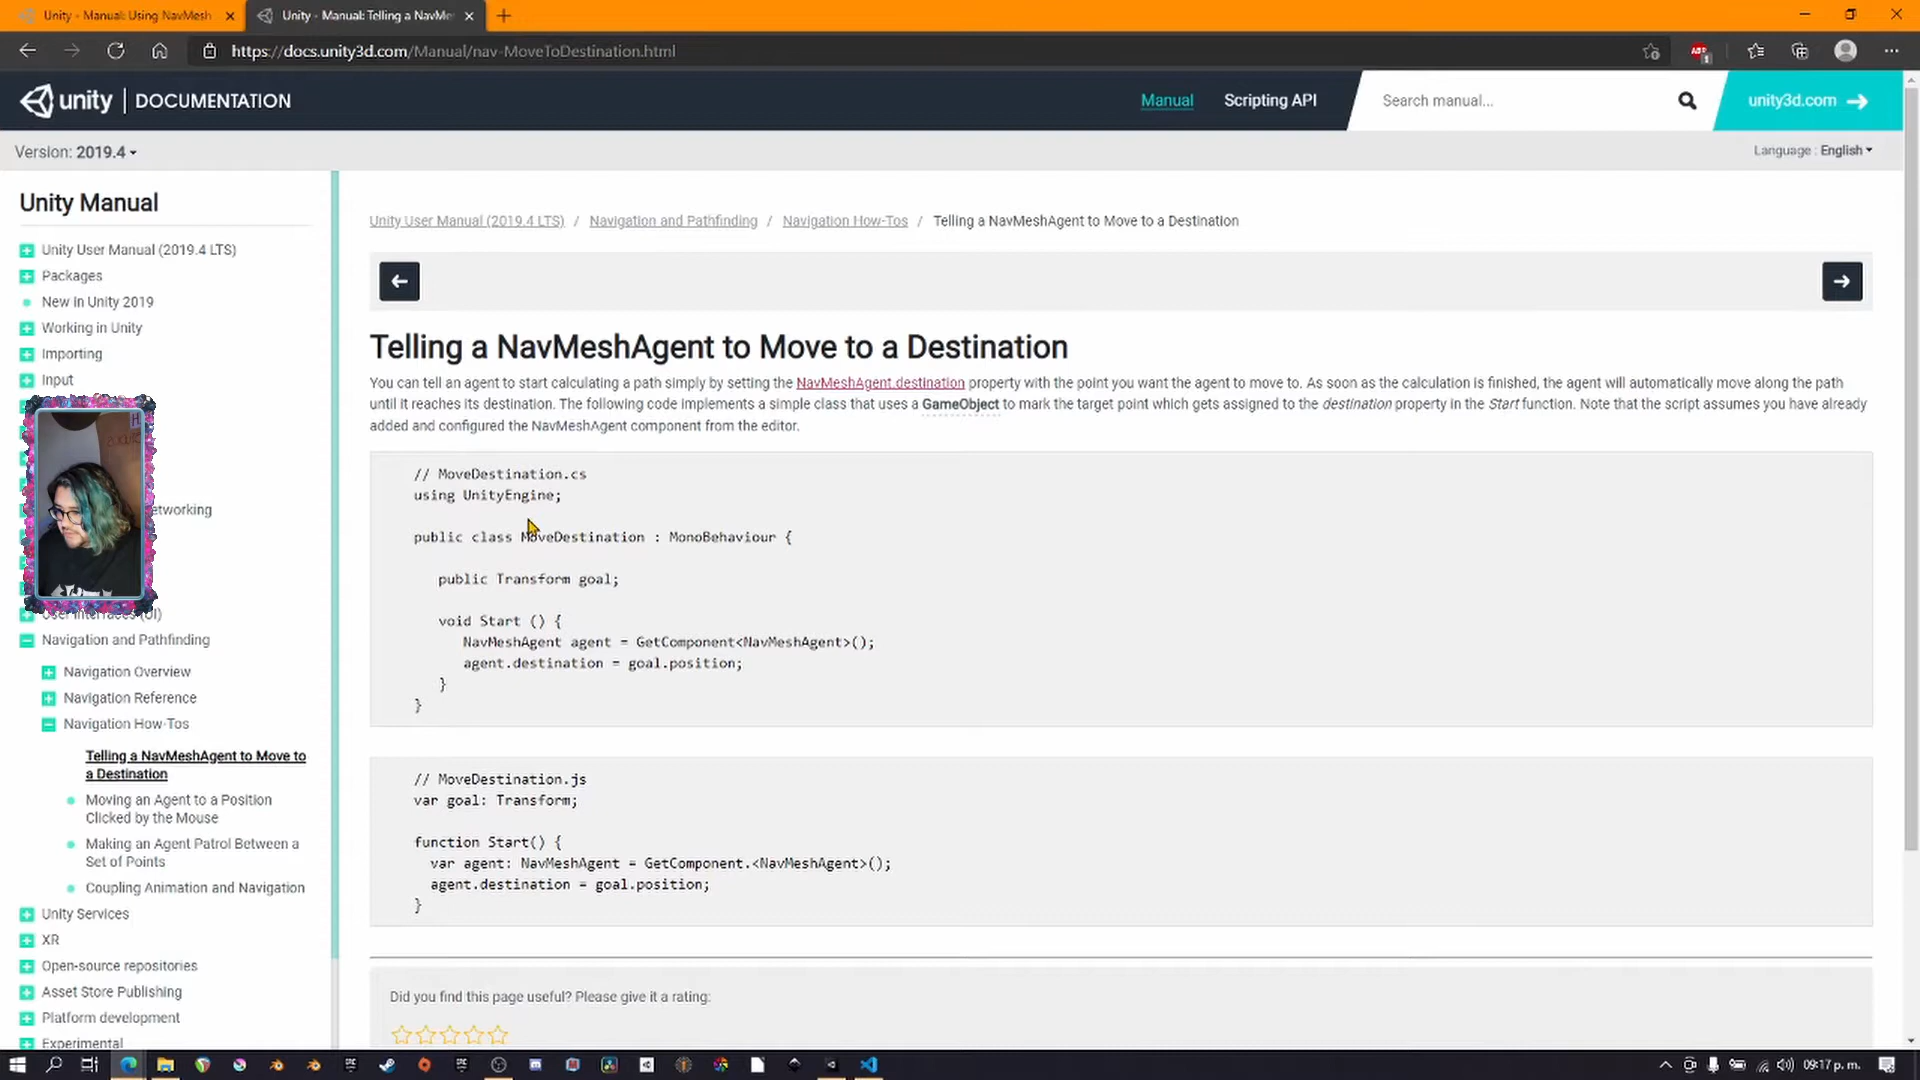 Unity - Manual: Using NavMesh
Unity - Manual: Telling a NavMe
https://docs.unity3d.com/Manual/nav-MoveToDestination.html
unity | DOCUMENTATION
Manual
Scripting API
Search manual...
unity3d.com
Version: 2019.4
Language : English
Unity Manual
Unity User Manual (2019.4 LTS)
Packages
New in Unity 2019
Working in Unity
Importing
Input
etworking
User interfaces (UI)
Navigation and Pathfinding
Navigation Overview
Navigation Reference
Navigation How-Tos
Telling a NavMeshAgent to Move to
a Destination
Moving an Agent to a Position
Clicked by the Mouse
Making an Agent Patrol Between a
Set of Points
Coupling Animation and Navigation
Unity Services
XR
Open-source repositories
Asset Store Publishing
Platform development
Experimental
Unity User Manual (2019.4 LTS) / Navigation and Pathfinding / Navigation How-Tos / Telling a NavMeshAgent to Move to a Destination
Telling a NavMeshAgent to Move to a Destination
You can tell an agent to start calculating a path simply by setting the NavMeshAgent.destination property with the point you want the agent to move to. As soon as the calculation is finished, the agent will automatically move along the path
until it reaches its destination. The following code implements a simple class that uses a GameObject to mark the target point which gets assigned to the destination property in the Start function. Note that the script assumes you have already
added and configured the NavMeshAgent component from the editor.
// MoveDestination.cs
using UnityEngine;
public class MoveDestination : MonoBehaviour {
public Transform goal;
void Start () {
NavMeshAgent agent = GetComponent<NavMeshAgent>();
agent.destination = goal.position;
}
}
// MoveDestination.js
var goal: Transform;
function Start() {
var agent: NavMeshAgent = GetComponent.<NavMeshAgent>();
agent.destination = goal.position;
}
Did you find this page useful? Please give it a rating:
09:17 p. m.